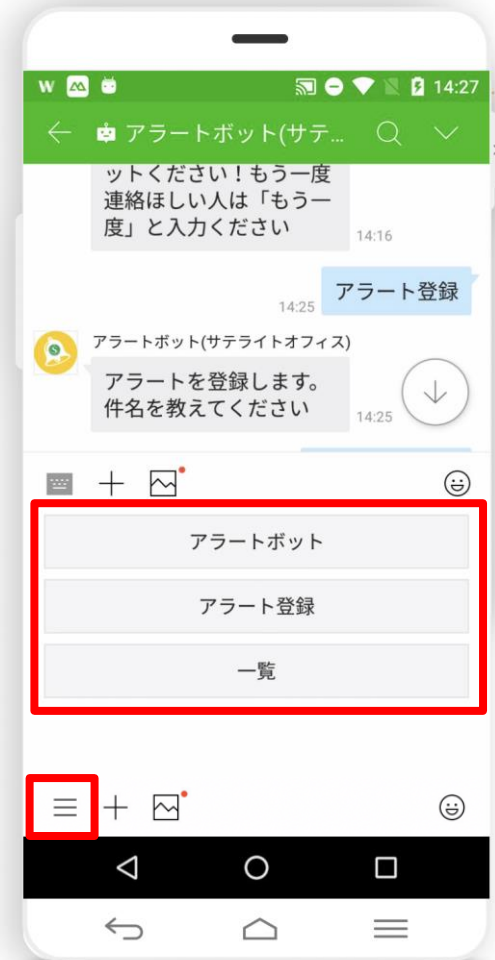 W
14:27
アラートボット(サテ...
ットください！もう一度
連絡ほしい人は「もう一
度」と入力ください
14:16
アラート登録
14:25
アラートボット(サテライトオフィス)
アラートを登録します。
件名を教えてください
14:25
アラートボット
アラート登録
一覧